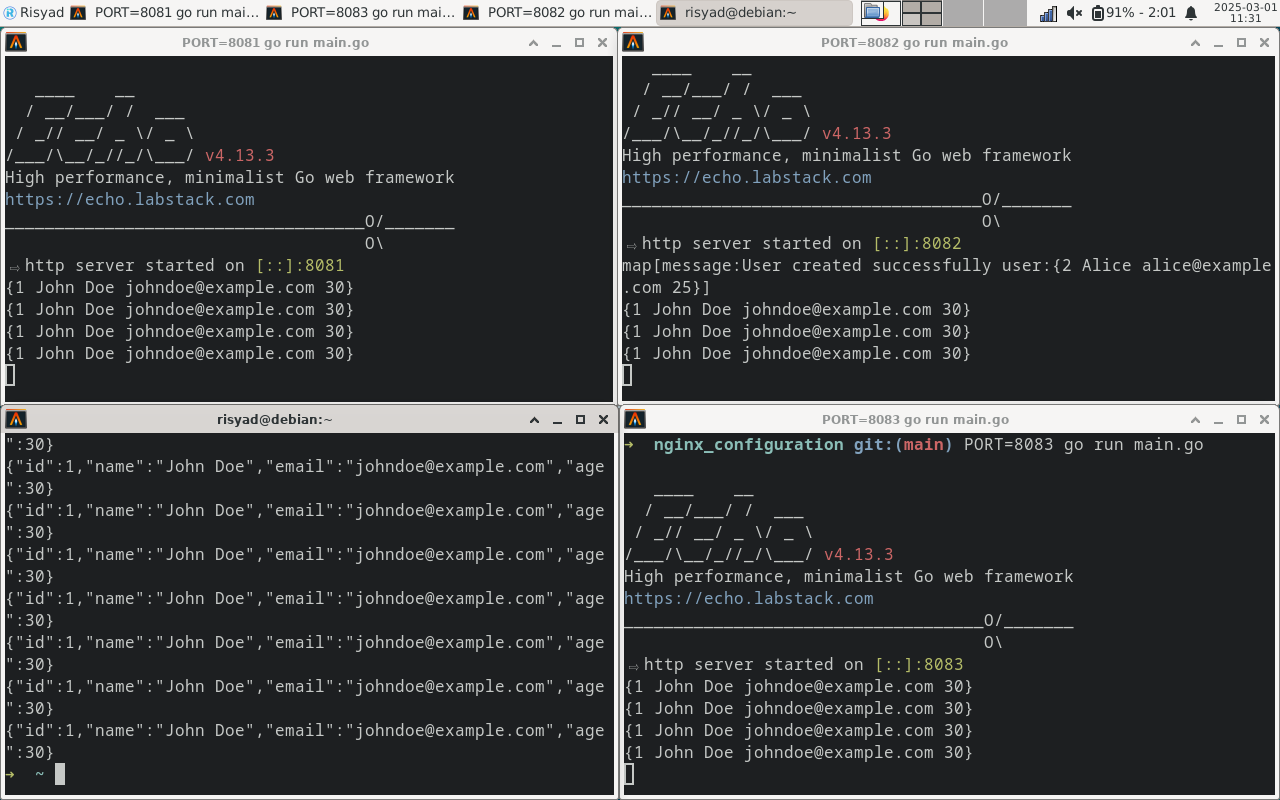 Risyad PORT=8081 go run mai... PORT=8083 go run mai... PORT=8082 go run mai... risyad@debian:~ 91% - 2:01 2025-03-01
11:31
PORT=8081 go run main.go
    ____    __
   / __/___/ /  ___
  / _// __/ _ \/ _ \
/___/\__/_//_/\___/ v4.13.3
High performance, minimalist Go web framework
https://echo.labstack.com
____________________________________O/_______
                                    O\
⇨ http server started on [::]:8081
{1 John Doe johndoe@example.com 30}
{1 John Doe johndoe@example.com 30}
{1 John Doe johndoe@example.com 30}
{1 John Doe johndoe@example.com 30}
PORT=8082 go run main.go
    ____    __
   / __/___/ /  ___
  / _// __/ _ \/ _ \
/___/\__/_//_/\___/ v4.13.3
High performance, minimalist Go web framework
https://echo.labstack.com
____________________________________O/_______
                                    O\
⇨ http server started on [::]:8082
map[message:User created successfully user:{2 Alice alice@example
.com 25}]
{1 John Doe johndoe@example.com 30}
{1 John Doe johndoe@example.com 30}
{1 John Doe johndoe@example.com 30}
risyad@debian:~
":30}
{"id":1,"name":"John Doe","email":"johndoe@example.com","age
":30}
{"id":1,"name":"John Doe","email":"johndoe@example.com","age
":30}
{"id":1,"name":"John Doe","email":"johndoe@example.com","age
":30}
{"id":1,"name":"John Doe","email":"johndoe@example.com","age
":30}
{"id":1,"name":"John Doe","email":"johndoe@example.com","age
":30}
{"id":1,"name":"John Doe","email":"johndoe@example.com","age
":30}
{"id":1,"name":"John Doe","email":"johndoe@example.com","age
":30}
➜  ~
PORT=8083 go run main.go
➜  nginx_configuration git:(main) PORT=8083 go run main.go
    ____    __
   / __/___/ /  ___
  / _// __/ _ \/ _ \
/___/\__/_//_/\___/ v4.13.3
High performance, minimalist Go web framework
https://echo.labstack.com
____________________________________O/_______
                                    O\
⇨ http server started on [::]:8083
{1 John Doe johndoe@example.com 30}
{1 John Doe johndoe@example.com 30}
{1 John Doe johndoe@example.com 30}
{1 John Doe johndoe@example.com 30}